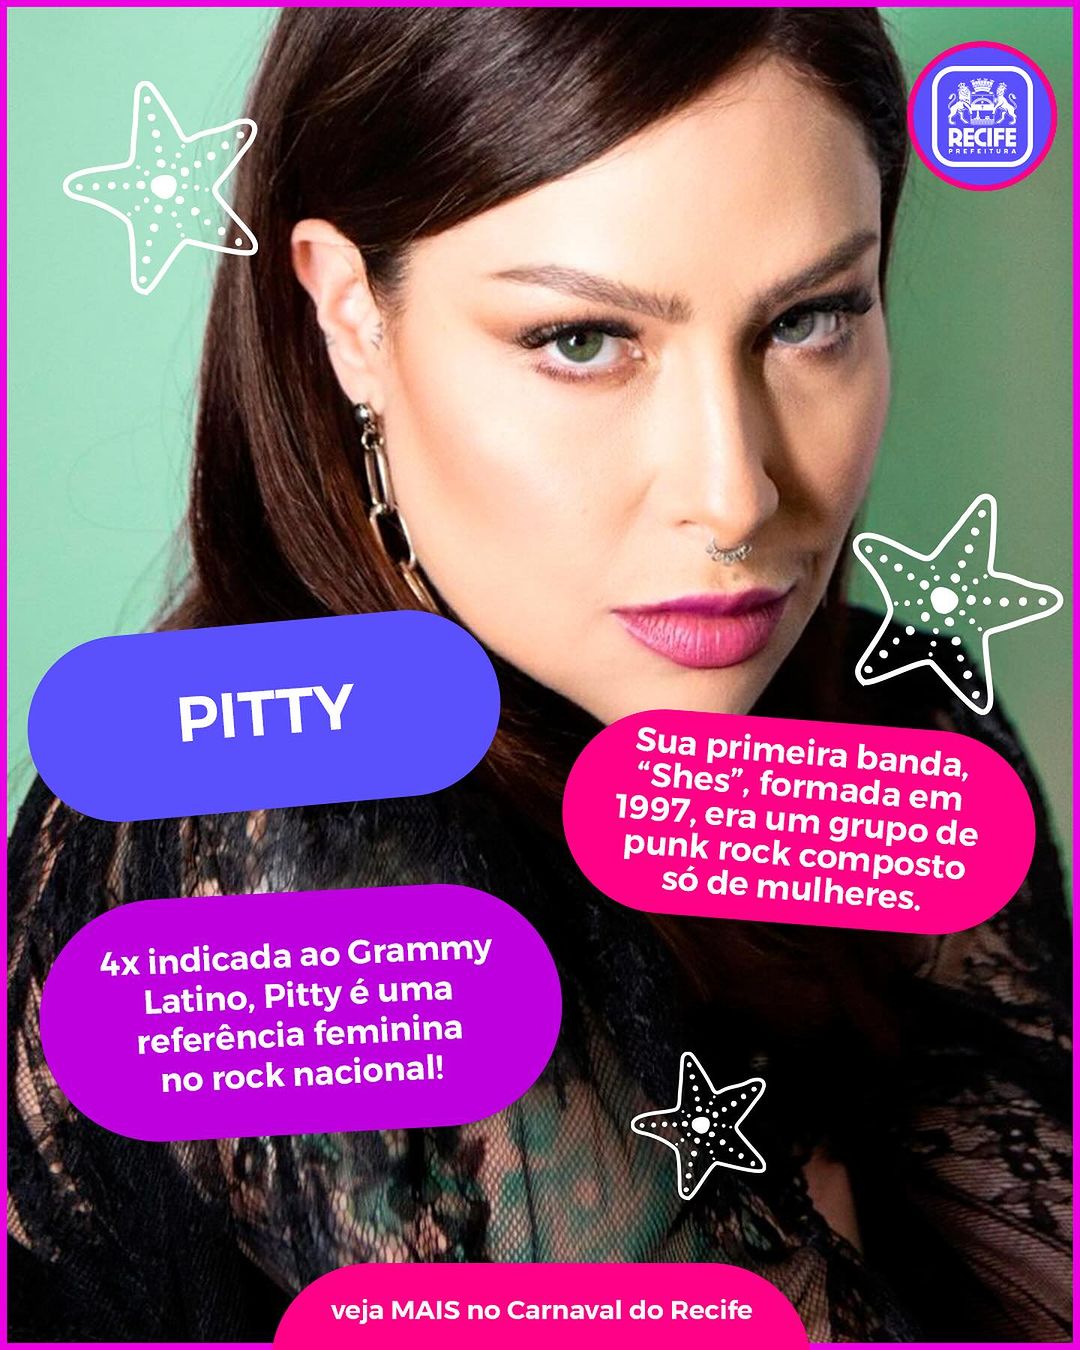 RECIFE
PREFEITURA
PITTY
Sua primeira banda,
“Shes”, formada em
1997, era um grupo de
punk rock composto
só de mulheres.
4x indicada ao Grammy
Latino, Pitty é uma
referência feminina
no rock nacional!
veja MAIS no Carnaval do Recife